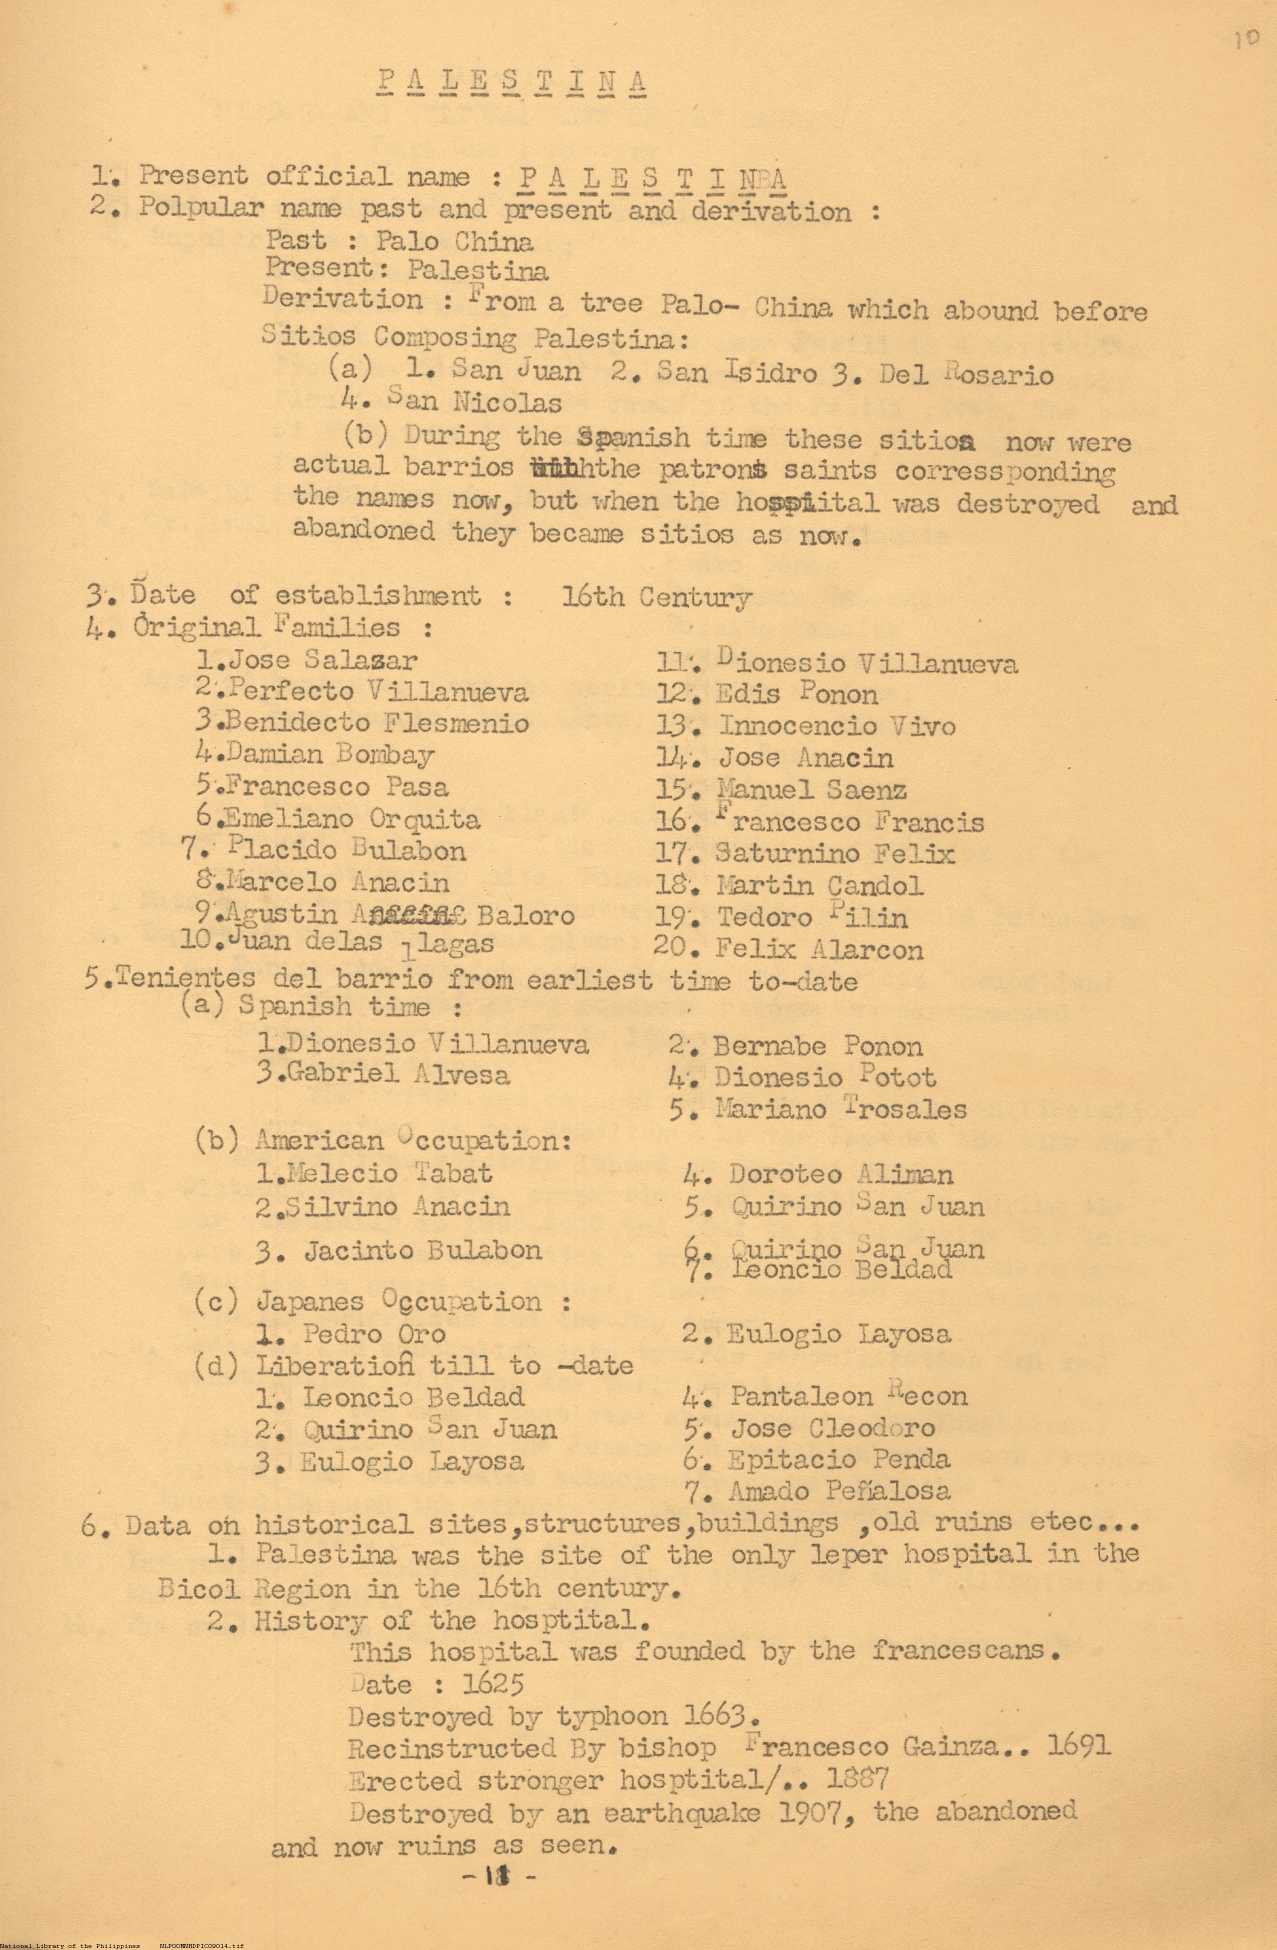 10
P A L E S T I N A
1. Present official name : P A L E S T I N A
2. Polpular name past and present and derivation :
Past : Palo China
Present: Palestina
Derivation : From a tree Palo- China which abound before
Sitios Composing Palestina:
(a) 1. San Juan 2. San Isidro 3. Del Rosario
4. San Nicolas
(b) During the Spanish time these sitios now were
actual barrios with the patrons saints corressponding
the names now, but when the hospiital was destroyed and
abandoned they became sitios as now.
3. Date of establishment : 16th Century
4. Original Families :
1.Jose Salazar 11. Dionesio Villanueva
2.Perfecto Villanueva 12. Edis Ponon
3.Benidecto Flesmenio 13. Innocencio Vivo
4.Damian Bombay 14. Jose Anacin
5.Francesco Pasa 15. Manuel Saenz
6.Emeliano Orquita 16. Francesco Francis
7. Placido Bulabon 17. Saturnino Felix
8.Marcelo Anacin 18. Martin Candol
9.Agustin Baloro 19. Tedoro Pilin
10.Juan delas llagas 20. Felix Alarcon
5.Tenientes del barrio from earliest time to-date
(a) Spanish time :
1.Dionesio Villanueva 2. Bernabe Ponon
3.Gabriel Alvesa 4. Dionesio Potot
5. Mariano Trosales
(b) American Occupation:
1.Melecio Tabat 4. Doroteo Aliman
2.Silvino Anacin 5. Quirino San Juan
3. Jacinto Bulabon 6. Quirino San Juan
7. Leoncio Beldad
(c) Japanes Occupation :
1. Pedro Oro 2. Eulogio Layosa
(d) Liberation till to -date
1. Leoncio Beldad 4. Pantaleon Recon
2. Quirino San Juan 5. Jose Cleodoro
3. Eulogio Layosa 6. Epitacio Penda
7. Amado Peñalosa
6. Data on historical sites,structures,buildings ,old ruins etec...
1. Palestina was the site of the only leper hospital in the
Bicol Region in the 16th century.
2. History of the hosptital.
This hospital was founded by the francescans.
Date : 1625
Destroyed by typhoon 1663.
Recinstructed By bishop Francesco Gainza.. 1691
Erected stronger hosptital/.. 1887
Destroyed by an earthquake 1907, the abandoned
and now ruins as seen.
National Library of the Philippines NLPOOMNHDPIC09014.tif